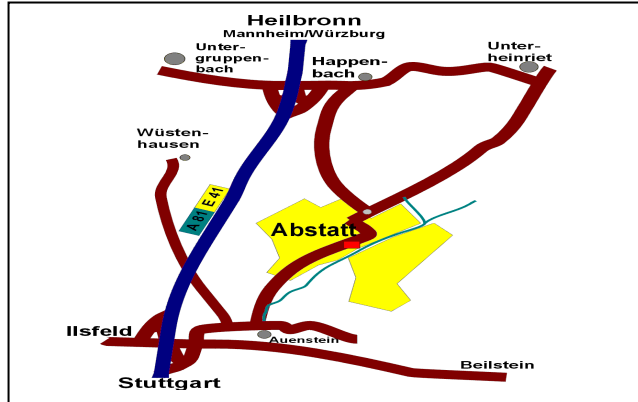 Heilbronn
Mannheim/Würzburg
Unter-
gruppen-
bach
Happen-
bach
Unter-
heinriet
Wüsten-
hausen
E 41
A 81
Abstatt
Ilsfeld
Auenstein
Beilstein
Stuttgart